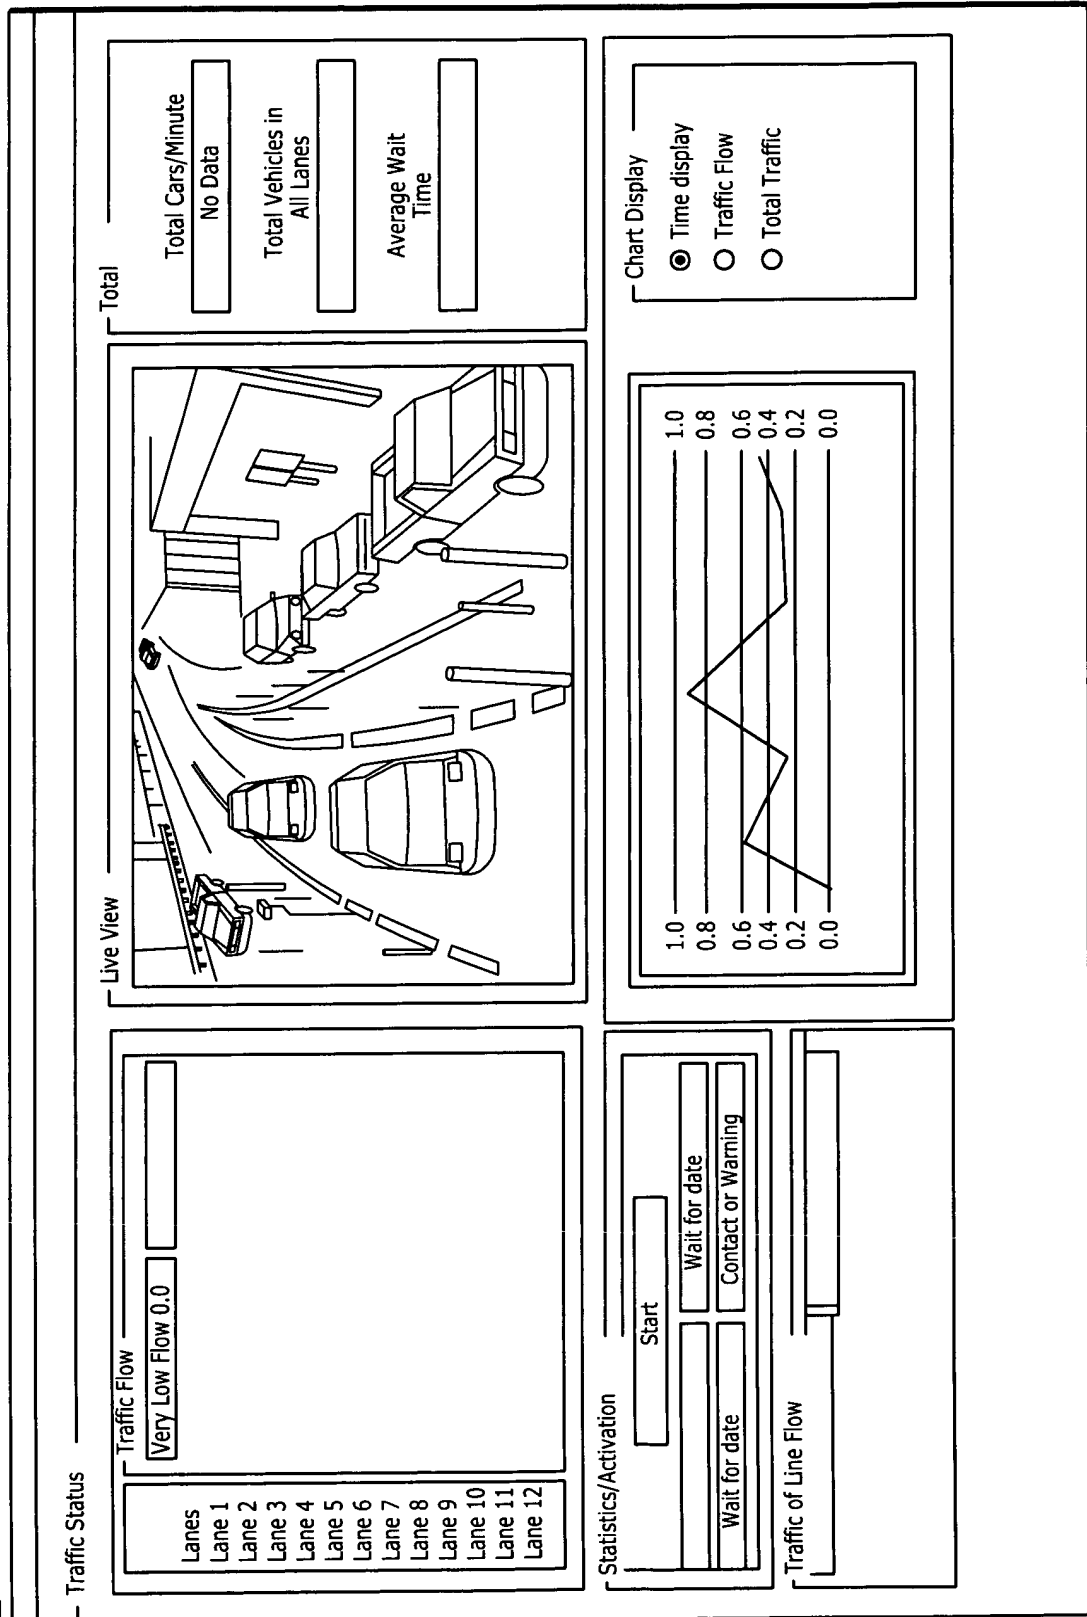 Traffic Status
Lanes
Lane 1
Lane 2
Lane 3
Lane 4
Lane 5
Lane 6
Lane 7
Lane 8
Lane 9
Lane 10
Lane 11
Lane 12
Traffic Flow
Very Low Flow 0.0
Live View
Total
Total Cars/Minute
No Data
Total Vehicles in
All Lanes
Average Wait
Time
Statistics/Activation
Start
Wait for date
Wait for date
Contact or Warning
Traffic of Line Flow
1.0 1.0
0.8 0.8
0.6 0.6
0.4 0.4
0.2 0.2
0.0 0.0
Chart Display
Time display
Traffic Flow
Total Traffic